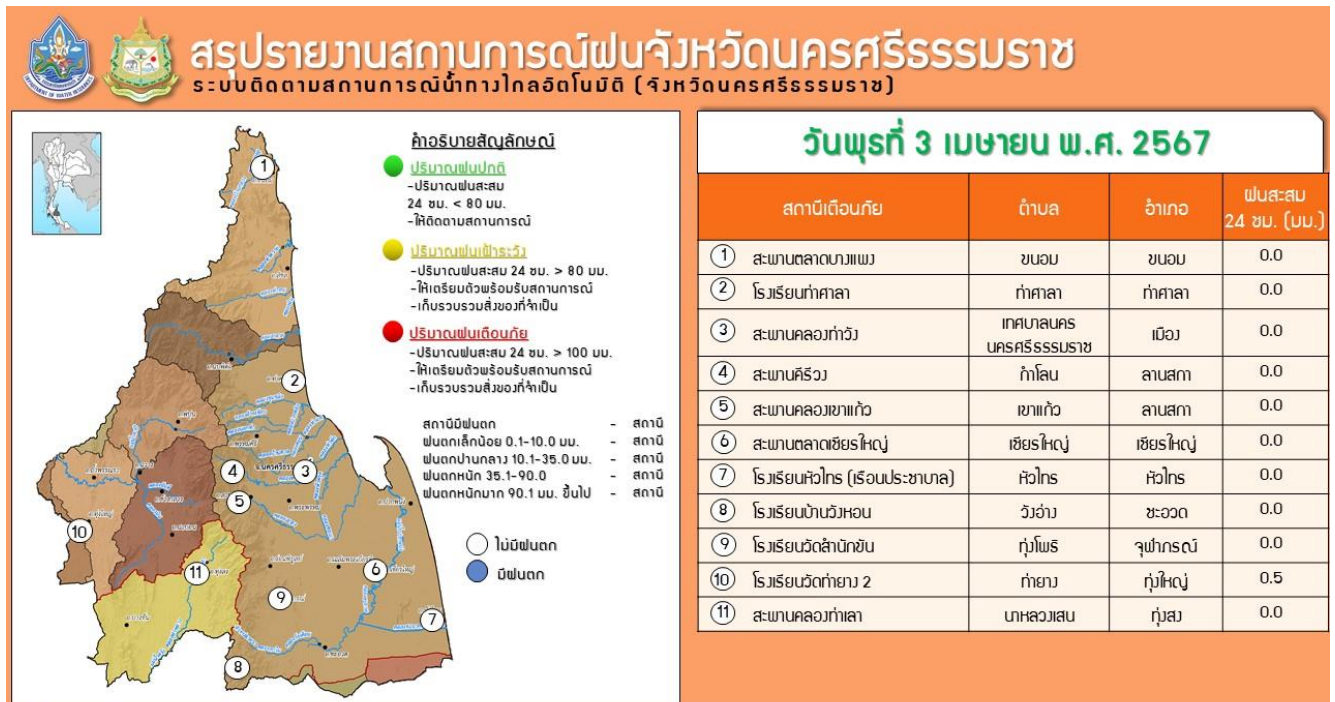 สรุปรายงานสถานการณ์ฝนจังหวัดนครศรีธรรมราช
ระบบติดตามสถานการณ์น้ำทางไกลอัตโนมัติ (จังหวัดนครศรีธรรมราช)
คำอธิบายสัญลักษณ์
ปริมาณฝนปกติ
-ปริมาณฝนสะสม
24 ชม. < 80 มม.
-ให้ติดตามสถานการณ์
ปริมาณฝนเฝ้าระวัง
-ปริมาณฝนสะสม 24 ชม. > 80 มม.
-ให้เตรียมตัวพร้อมรับสถานการณ์
-เก็บรวบรวมสิ่งของที่จำเป็น
ปริมาณฝนเตือนภัย
-ปริมาณฝนสะสม 24 ชม. > 100 มม.
-ให้เตรียมตัวพร้อมรับสถานการณ์
-เก็บรวบรวมสิ่งของที่จำเป็น
สถานีมีฝนตก - สถานี
ฝนตกเล็กน้อย 0.1-10.0 มม. - สถานี
ฝนตกปานกลาง 10.1-35.0 มม. - สถานี
ฝนตกหนัก 35.1-90.0 - สถานี
ฝนตกหนักมาก 90.1 มม. ขึ้นไป - สถานี
ไม่มีฝนตก
มีฝนตก
1
2
3
4
5
6
7
8
9
10
11
วันพุธที่ 3 เมษายน พ.ศ. 2567
สถานีเตือนภัย ตำบล อำเภอ ฝนสะสม 24 ชม. (มม.)
1 สะพานตลาดบางแพง ขนอม ขนอม 0.0
2 โรงเรียนท่าศาลา ท่าศาลา ท่าศาลา 0.0
3 สะพานคลองท่าวัง เทศบาลนครนครศรีธรรมราช เมือง 0.0
4 สะพานคีรีวง กำโลน ลานสกา 0.0
5 สะพานคลองเขาแก้ว เขาแก้ว ลานสกา 0.0
6 สะพานตลาดเชียรใหญ่ เชียรใหญ่ เชียรใหญ่ 0.0
7 โรงเรียนหัวไทร (เรือนประชาบาล) หัวไทร หัวไทร 0.0
8 โรงเรียนบ้านวังหอน วังอ่าง ชะอวด 0.0
9 โรงเรียนวัดสำนักขัน ทุ่งโพธิ จุฬาภรณ์ 0.0
10 โรงเรียนวัดท่ายาง 2 ท่ายาง ทุ่งใหญ่ 0.5
11 สะพานคลองท่าเลา นาหลวงเสน ทุ่งสง 0.0